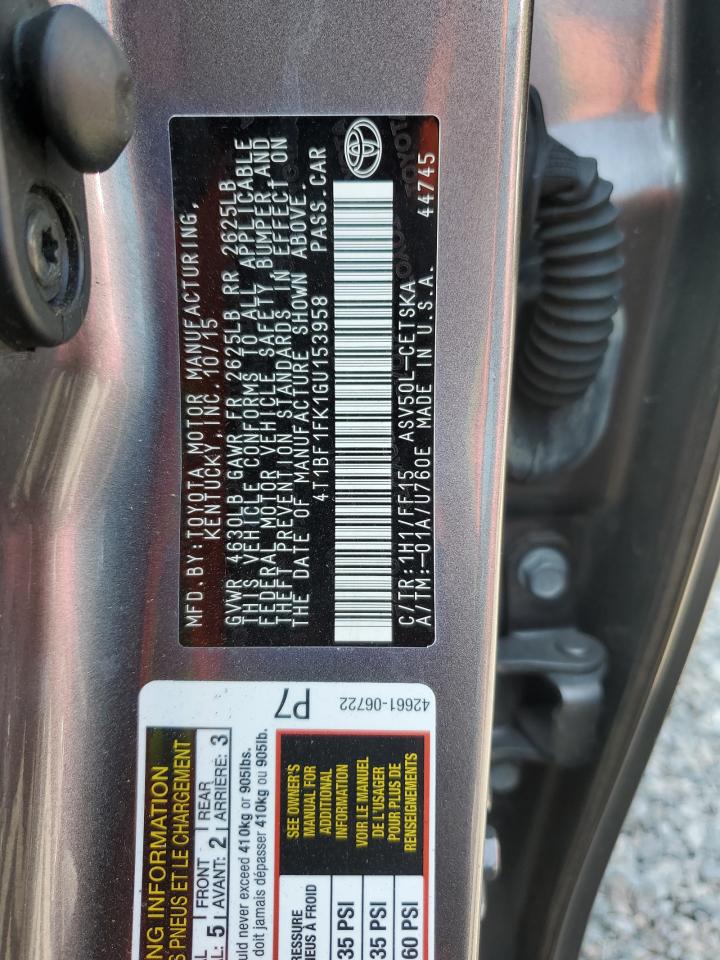 MFD.BY:TOYOTA MOTOR MANUFACTURING,
KENTUCKY, INC. 10/15
GVWR 4630LB GAWR FR 2625LB RR 2625LB
THIS VEHICLE CONFORMS TO ALL APPLICABLE
FEDERAL MOTOR VEHICLE SAFETY, BUMPER, AND
THEFT PREVENTION STANDARDS IN EFFECT ON
THE DATE OF MANUFACTURE SHOWN ABOVE.
4T1BF1FK1GU153958 PASS.CAR
C/TR:1H1/FF15 ASV50L-CETSKA
A/TM:-01A/U760E MADE IN U.S.A. 44745
TOYOTA
P7
42661-06722
ING INFORMATION
S PNEUS ET LE CHARGEMENT
5 FRONT 2 REAR 3
AVANT: ARRIÈRE:
ould never exceed 410kg or 905lbs.
doit jamais dépasser 410kg ou 905lb.
SEE OWNER'S
MANUAL FOR
ADDITIONAL
INFORMATION
VOIR LE MANUEL
DE L'USAGER
POUR PLUS DE
RENSEIGNEMENTS
PRESSURE
NEUS À FROID
35 PSI
35 PSI
60 PSI